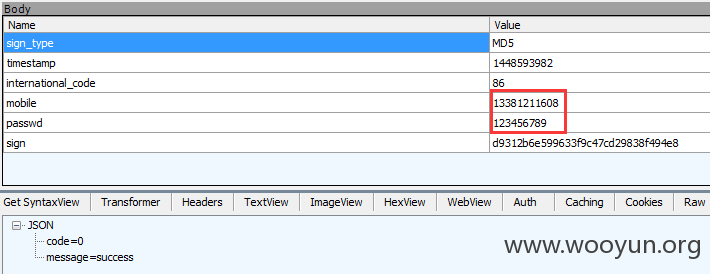 Body
Name Value
sign_type MD5
timestamp 1448593982
international_code 86
mobile 13381211608
passwd 123456789
sign d9312b6e599633f9c47cd29838f494e8
Get SyntaxView Transformer Headers TextView ImageView HexView WebView Auth Caching Cookies Raw
JSON
code=0
message=success
www.wooyun.org